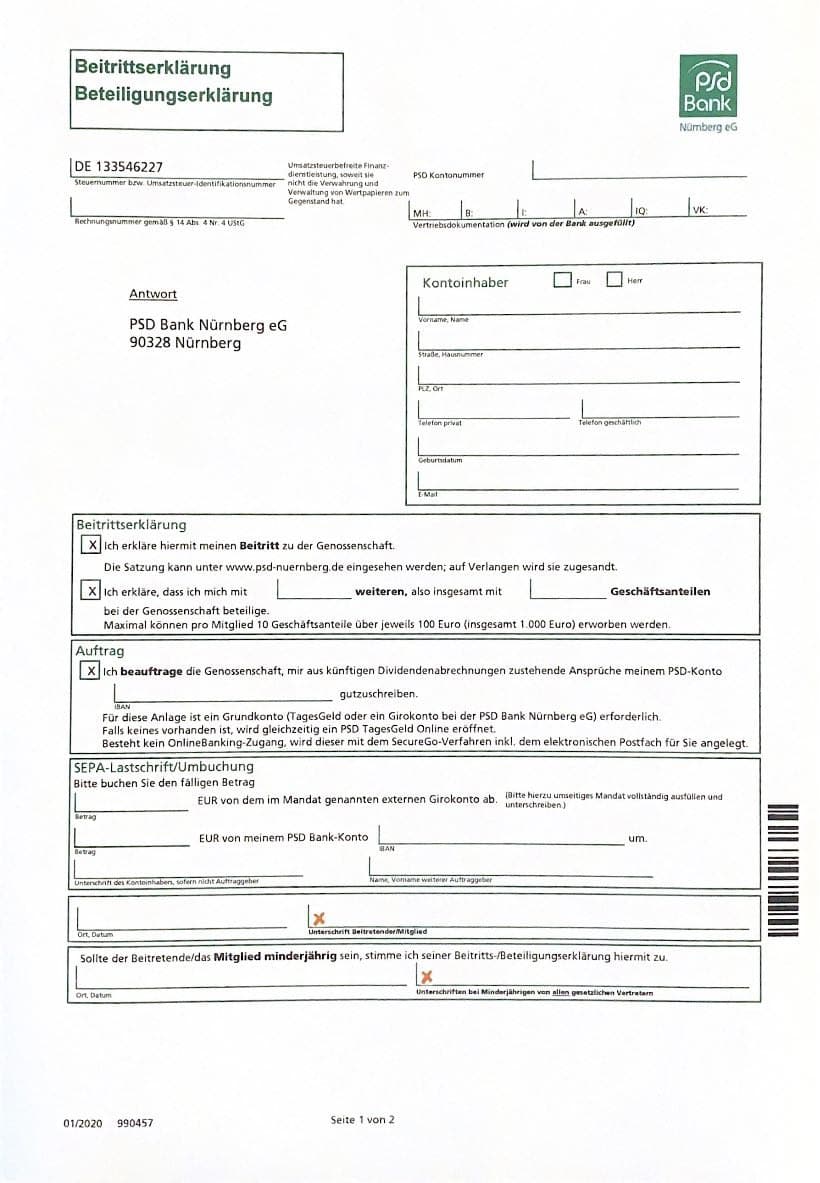 Beitrittserklärung
Beteiligungserklärung
psd
Bank
Nürnberg eG
DE 133546227
Steuernummer bzw. Umsatzsteuer-Identifikationsnummer
Umsatzsteuerbefreite Finanz-
dienstleistung, soweit sie
nicht die Verwahrung und
Verwaltung von Wertpapieren zum
Gegenstand hat.
PSD Kontonummer
Rechnungsnummer gemäß § 14 Abs. 4 Nr. 4 UStG
MH: B: I: A: IQ: VK:
Vertriebsdokumentation (wird von der Bank ausgefüllt)
Antwort
PSD Bank Nürnberg eG
90328 Nürnberg
Kontoinhaber Frau Herr
Vorname, Name
Straße, Hausnummer
PLZ, Ort
Telefon privat Telefon geschäftlich
Geburtsdatum
E-Mail
Beitrittserklärung
X Ich erkläre hiermit meinen Beitritt zu der Genossenschaft.
Die Satzung kann unter www.psd-nuernberg.de eingesehen werden; auf Verlangen wird sie zugesandt.
X Ich erkläre, dass ich mich mit weiteren, also insgesamt mit Geschäftsanteilen
bei der Genossenschaft beteilige.
Maximal können pro Mitglied 10 Geschäftsanteile über jeweils 100 Euro (insgesamt 1.000 Euro) erworben werden.
Auftrag
X Ich beauftrage die Genossenschaft, mir aus künftigen Dividendenabrechnungen zustehende Ansprüche meinem PSD-Konto
gutzuschreiben.
IBAN
Für diese Anlage ist ein Grundkonto (TagesGeld oder ein Girokonto bei der PSD Bank Nürnberg eG) erforderlich.
Falls keines vorhanden ist, wird gleichzeitig ein PSD TagesGeld Online eröffnet.
Besteht kein OnlineBanking-Zugang, wird dieser mit dem SecureGo-Verfahren inkl. dem elektronischen Postfach für Sie angelegt.
SEPA-Lastschrift/Umbuchung
Bitte buchen Sie den fälligen Betrag
EUR von dem im Mandat genannten externen Girokonto ab. (Bitte hierzu umseitiges Mandat vollständig ausfüllen und
unterschreiben.)
Betrag
EUR von meinem PSD Bank-Konto um.
Betrag IBAN
Unterschrift des Kontoinhabers, sofern nicht Auftraggeber Name, Vorname weiterer Auftraggeber
X
Ort, Datum Unterschrift Beitretender/Mitglied
Sollte der Beitretende/das Mitglied minderjährig sein, stimme ich seiner Beitritts-/Beteiligungserklärung hiermit zu.
X
Ort, Datum Unterschriften bei Minderjährigen von allen gesetzlichen Vertretern
01/2020 990457 Seite 1 von 2